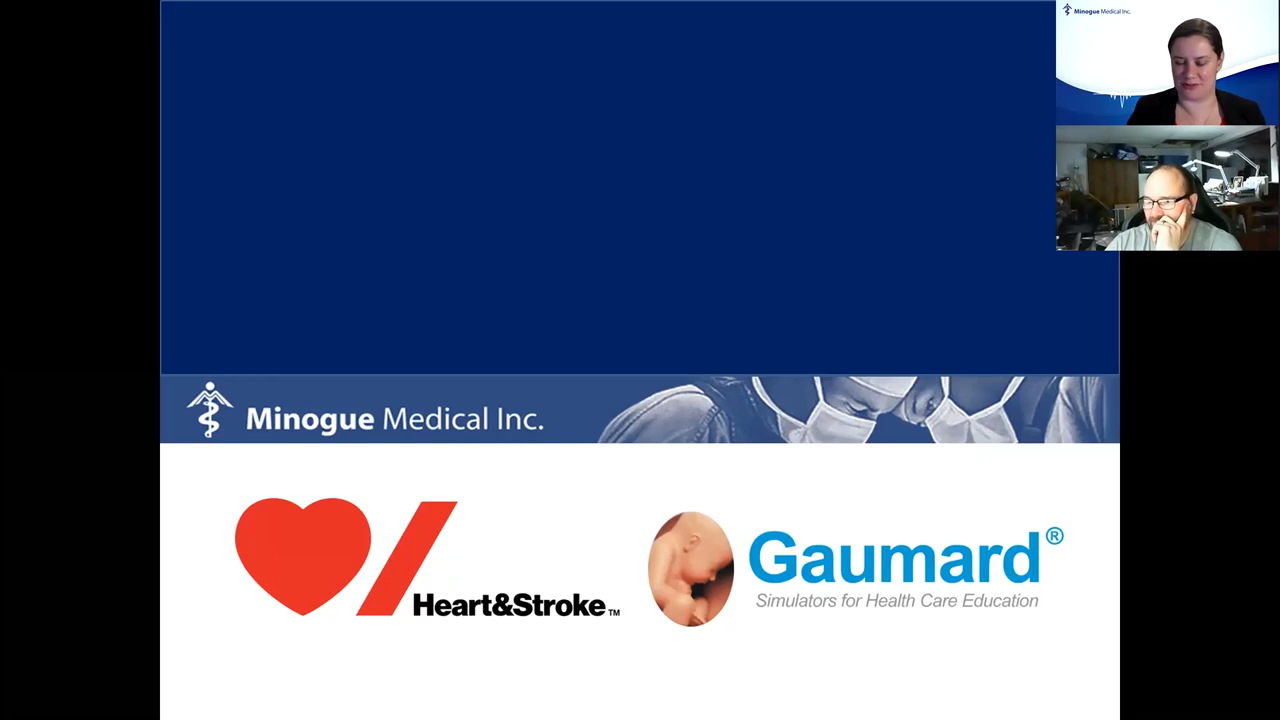 Minogue Medical Inc.
Minogue Medical Inc.
Heart&Stroke™
Gaumard®
Simulators for Health Care Education